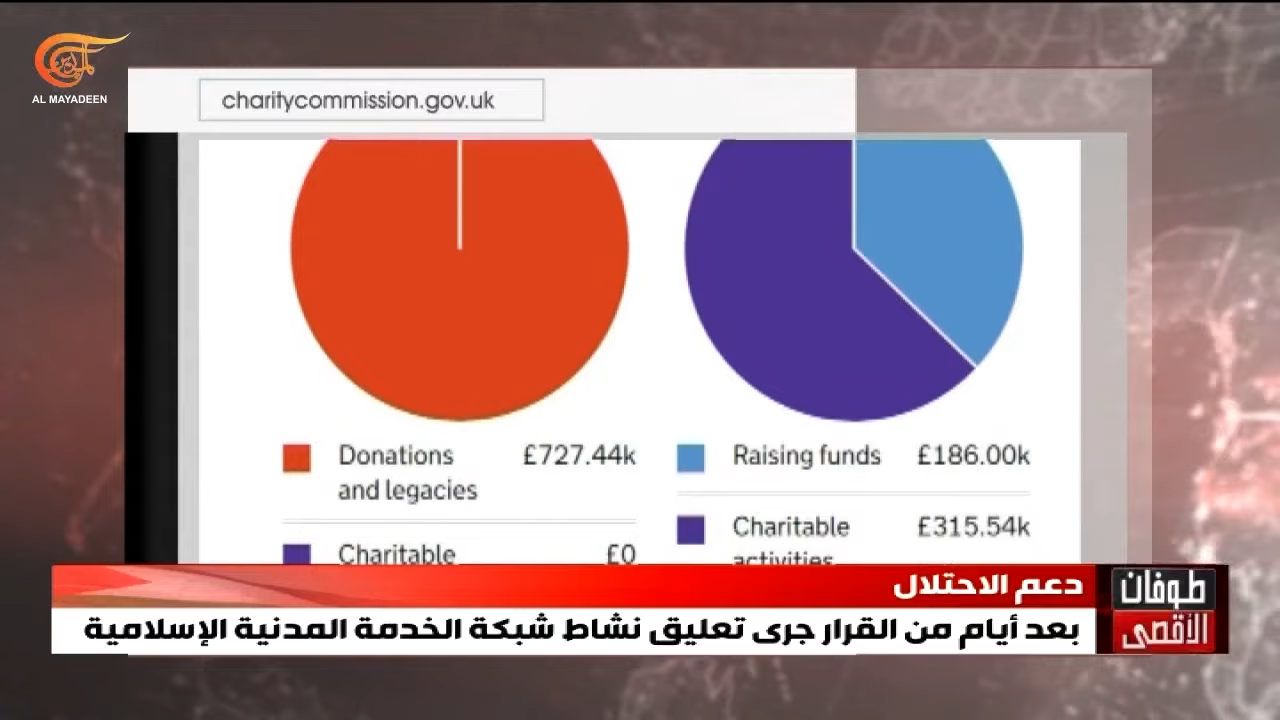 AL MAYADEEN
charitycommission.gov.uk
Donations £727.44k
and legacies
Charitable £0
Raising funds £186.00k
Charitable £315.54k
activities
دعم الاحتلال
بعد أيام من القرار جرى تعليق نشاط شبكة الخدمة المدنية الإسلامية
طوفان
الأقصى